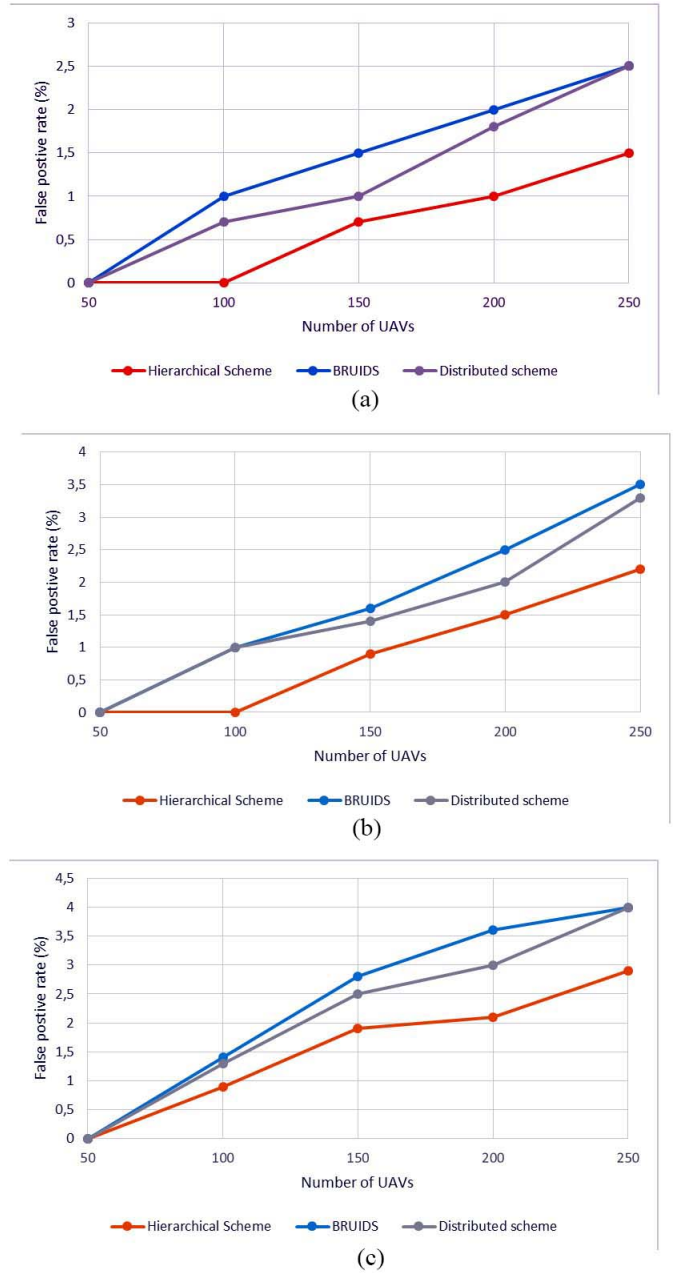 3
2,5
2
1,5
1
0,5
0
False postive rate (%)
50 100 150 200 250
Number of UAVs
Hierarchical Scheme BRUIDS Distributed scheme
(a)
4
3,5
3
2,5
2
1,5
1
0,5
0
False postive rate (%)
50 100 150 200 250
Number of UAVs
Hierarchical Scheme BRUIDS Distributed scheme
(b)
4,5
4
3,5
3
2,5
2
1,5
1
0,5
0
False postive rate (%)
50 100 150 200 250
Number of UAVs
Hierarchical Scheme BRUIDS Distributed scheme
(c)